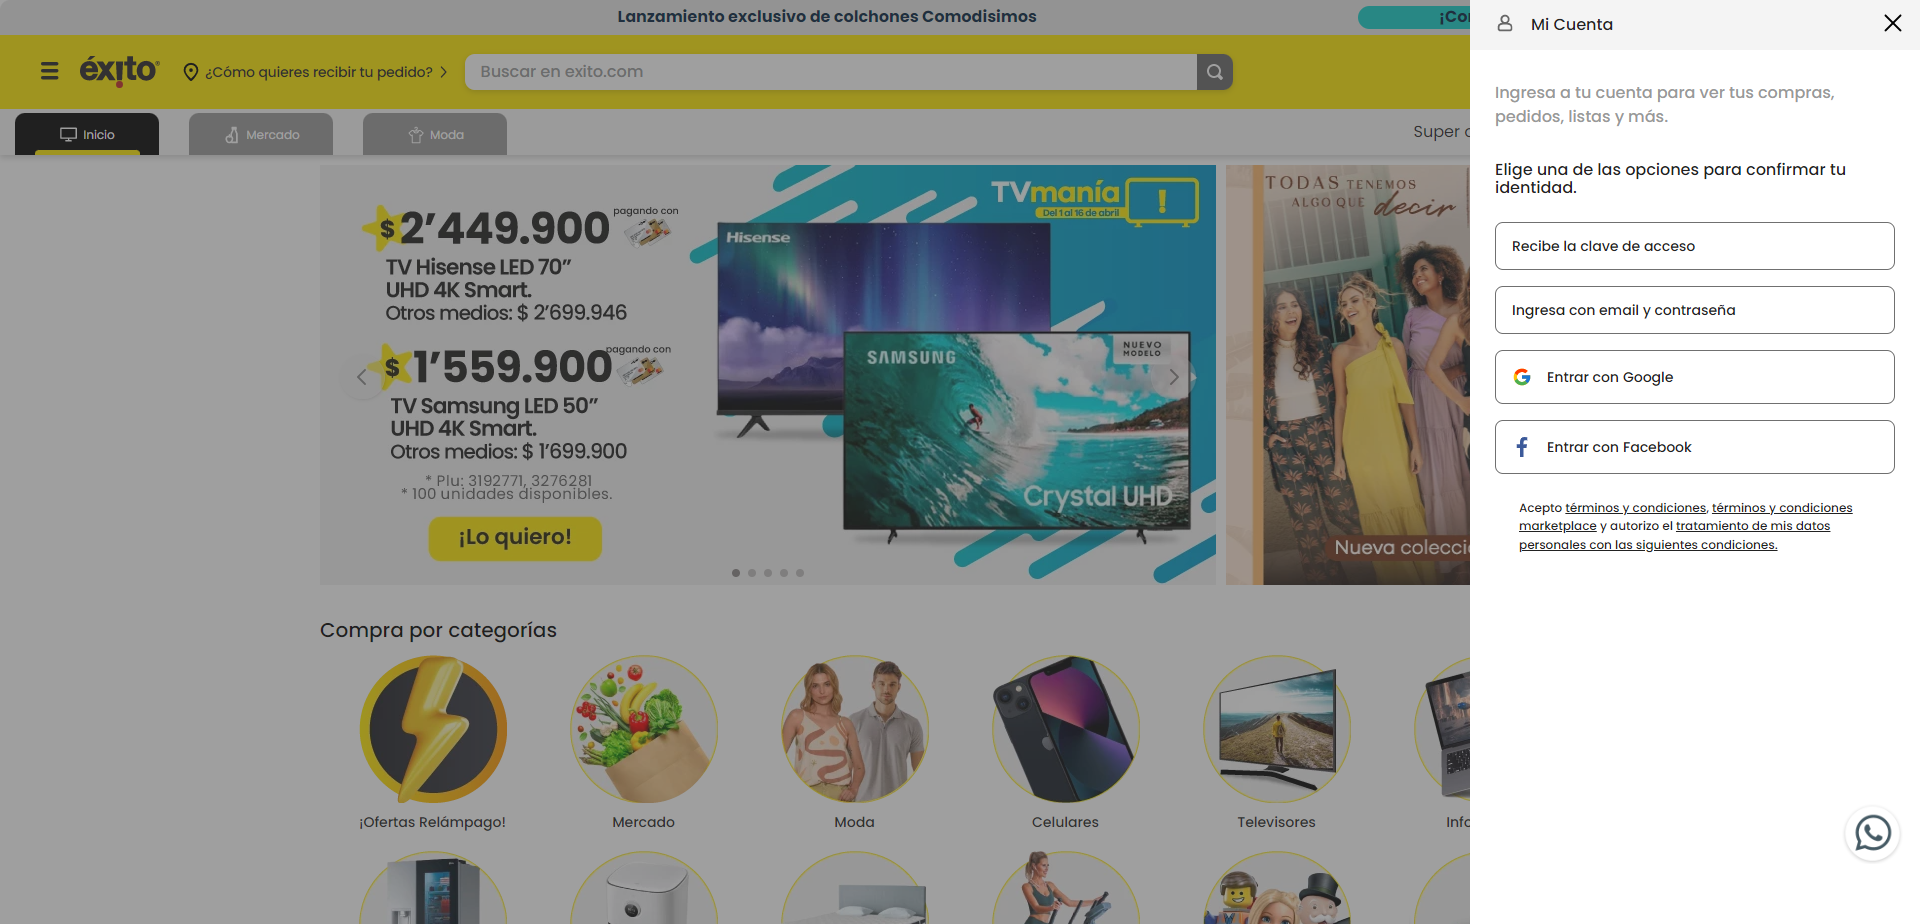 Lanzamiento exclusivo de colchones Comodisimos
éxito
¿Cómo quieres recibir tu pedido?
Buscar en exito.com
Inicio
Mercado
Moda
$2’449.900
pagando con
TV Hisense LED 70”
UHD 4K Smart.
Otros medios: $ 2’699.946
$1’559.900
pagando con
TV Samsung LED 50”
UHD 4K Smart.
Otros medios: $ 1’699.900
* Plu: 3192771, 3276281
* 100 unidades disponibles.
¡Lo quiero!
TVmanía
Del 1 al 16 de abril
Hisense
SAMSUNG
NUEVO
MODELO
Crystal UHD
TODAS TENEMOS
ALGO QUE decir
Nueva
Compra por categorías
¡Ofertas Relámpago!
Mercado
Moda
Celulares
Televisores
Super
Mi Cuenta
Ingresa a tu cuenta para ver tus compras,
pedidos, listas y más.
Elige una de las opciones para confirmar tu
identidad.
Recibe la clave de acceso
Ingresa con email y contraseña
Entrar con Google
Entrar con Facebook
Acepto términos y condiciones, términos y condiciones
marketplace y autorizo el tratamiento de mis datos
personales con las siguientes condiciones.